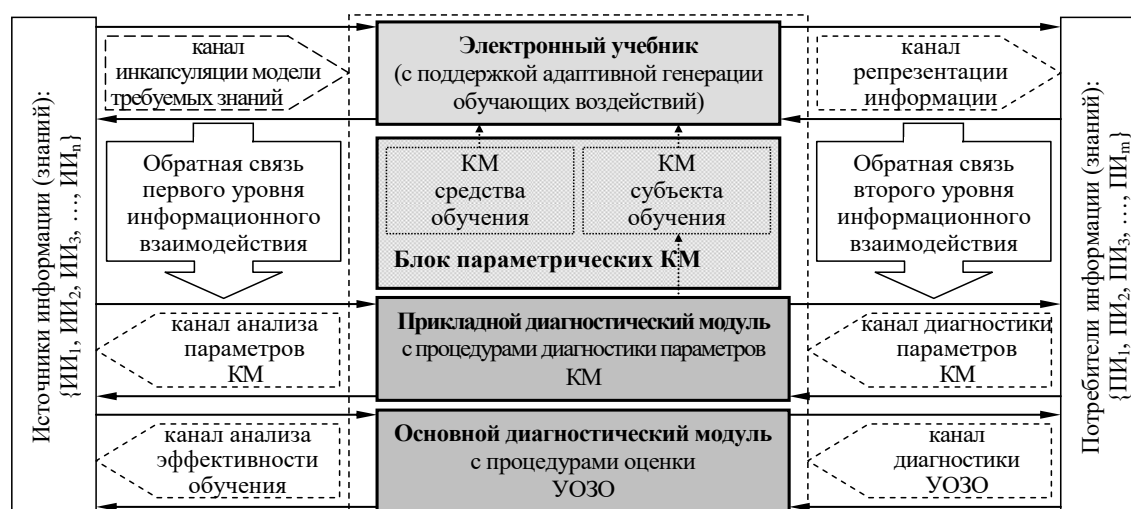 Источники информации (знаний):
{ИИ₁, ИИ₂, ИИ₃, …, ИИₙ}
канал
инкапсуляции модели
требуемых знаний
Электронный учебник
(с поддержкой адаптивной генерации
обучающих воздействий)
канал
репрезентации
информации
Обратная связь
первого уровня
информационного
взаимодействия
КМ
средства
обучения
КМ
субъекта
обучения
Блок параметрических КМ
Обратная связь
второго уровня
информационного
взаимодействия
канал анализа
параметров
КМ
Прикладной диагностический модуль
с процедурами диагностики параметров
КМ
канал диагностики
параметров
КМ
канал анализа
эффективности
обучения
Основной диагностический модуль
с процедурами оценки
УОЗО
канал
диагностики
УОЗО
Потребители информации (знаний):
{ПИ₁, ПИ₂, ПИ₃, …, ПИₘ}